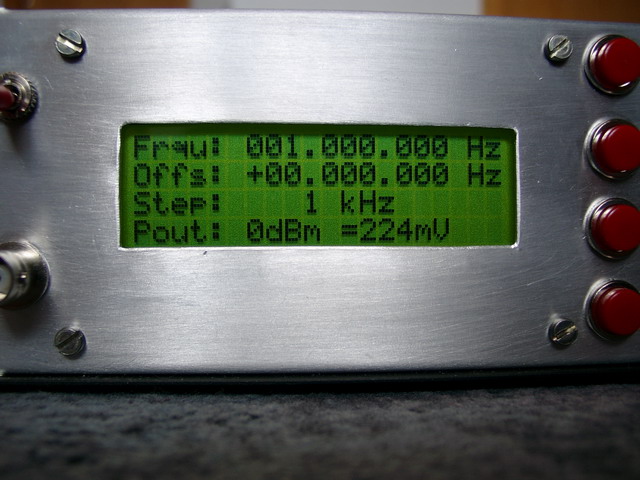 Frqu: 001.000.000 Hz
Offs: +00.000.000 Hz
Step: 1 kHz
Pout: 0dBm =224mV